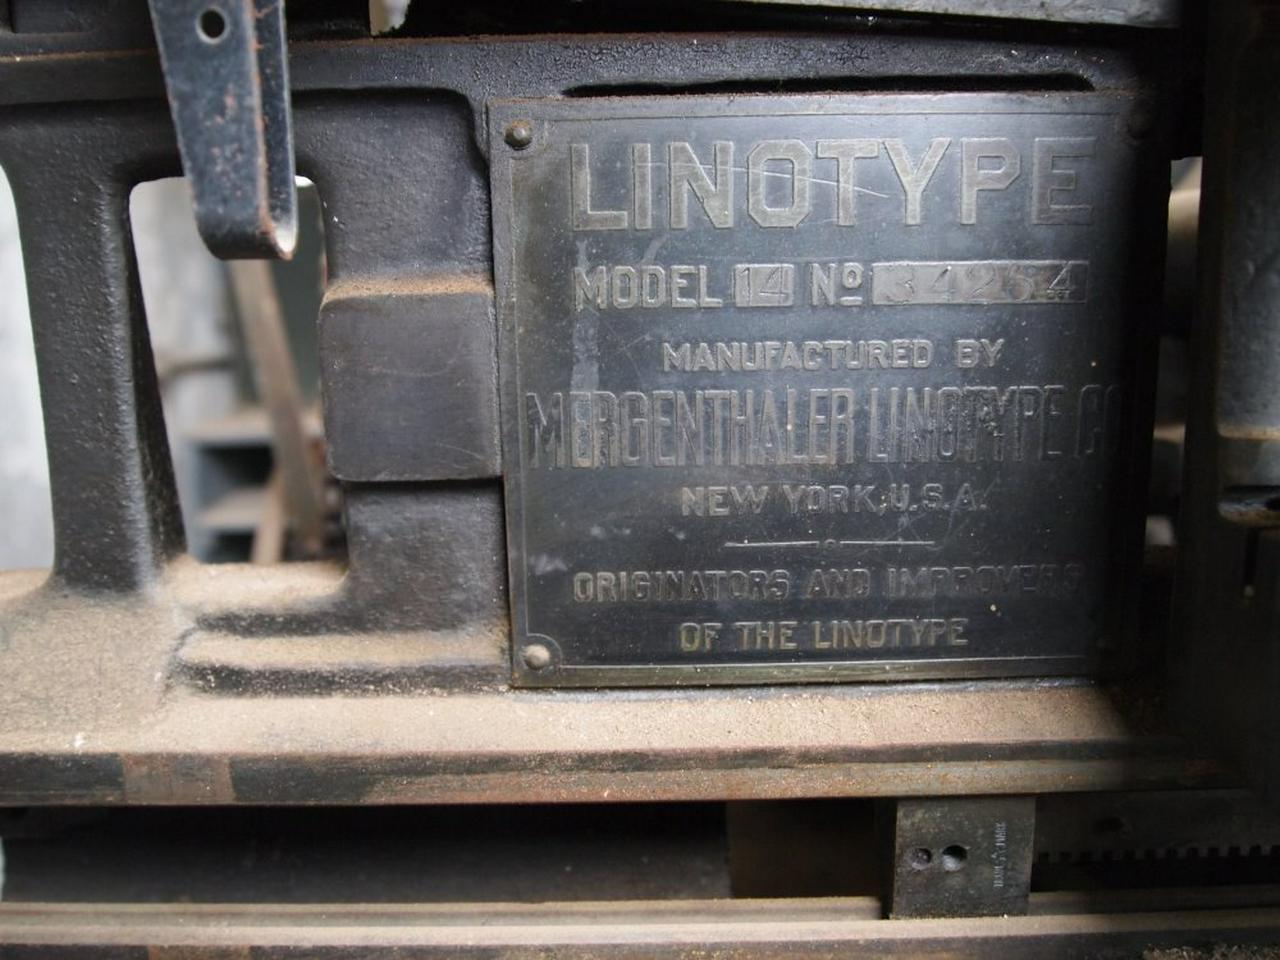 LINOTYPE
MODEL 14 No 34284
MANUFACTURED BY
MERGENTHALER LINOTYPE CO
NEW YORK, U.S.A.
ORIGINATORS AND IMPROVERS
OF THE LINOTYPE